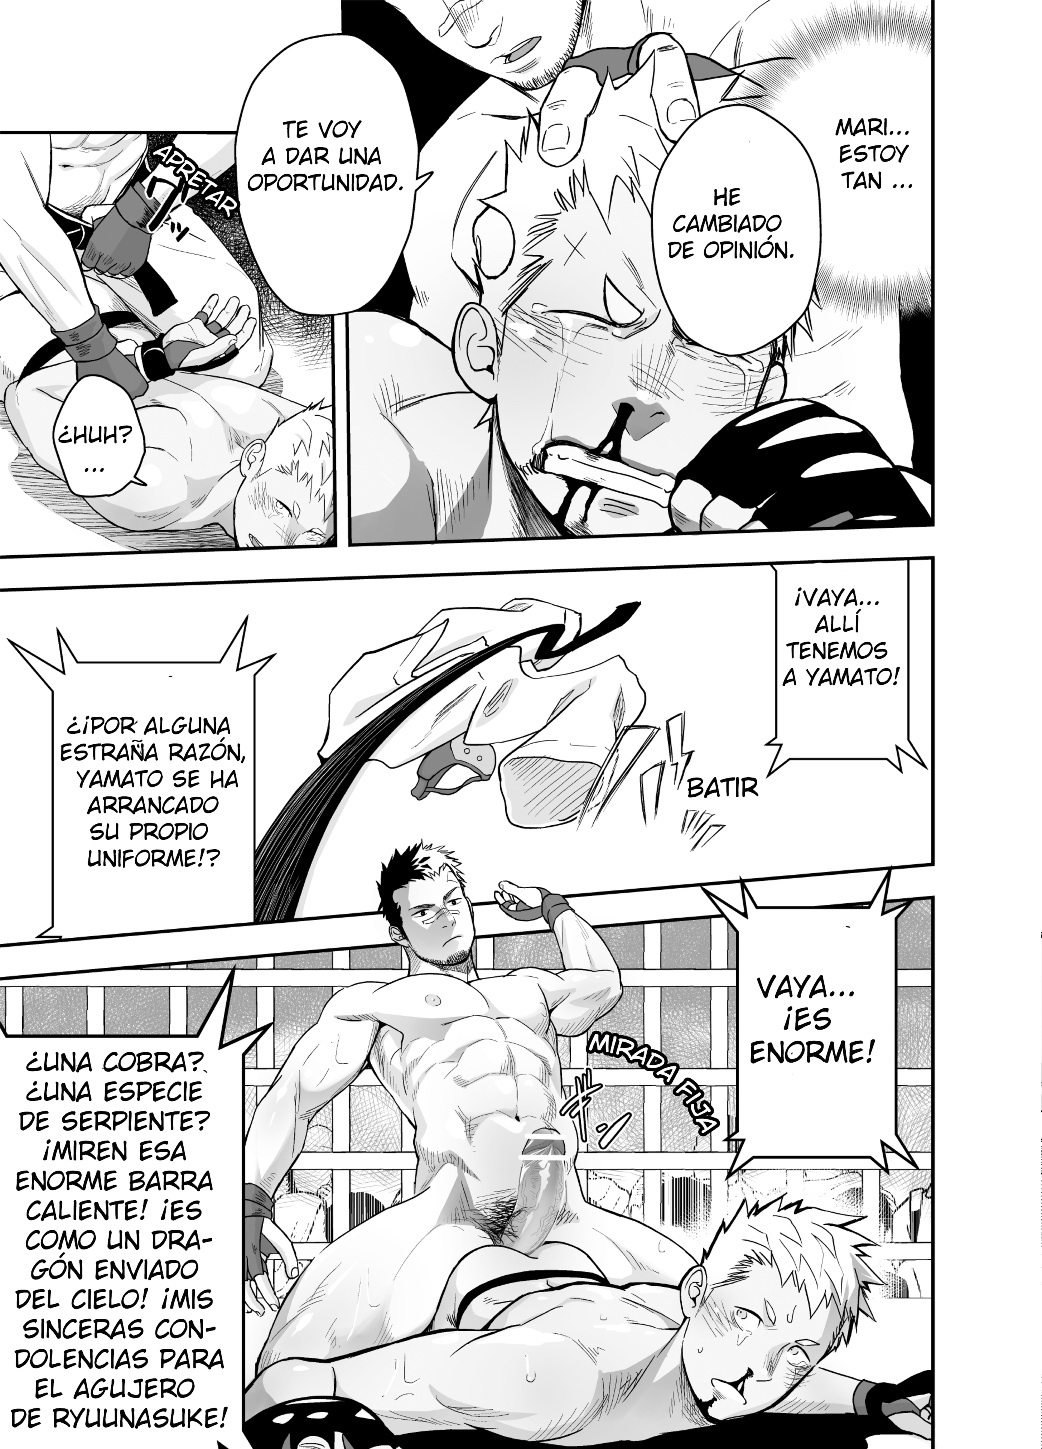 MARI...
ESTOY
TAN ...
HE
CAMBIADO
DE OPINIÓN.
TE VOY
A DAR UNA
OPORTUNIDAD.
APRETAR
¿HUH?
...
¡VAYA...
ALLÍ
TENEMOS
A YAMATO!
BATIR
¿¡POR ALGUNA
ESTRAÑA RAZÓN,
YAMATO SE HA
ARRANCADO
SU PROPIO
UNIFORME!?
VAYA...
¡ES
ENORME!
MIRADA FIJA
¿UNA COBRA?
¿UNA ESPECIE
DE SERPIENTE?
¡MIREN ESA
ENORME BARRA
CALIENTE! ¡ES
COMO UN DRA-
GÓN ENVIADO
DEL CIELO! ¡MIS
SINCERAS CON-
DOLENCIAS PARA
EL AGUJERO
DE RYUUNASUKE!